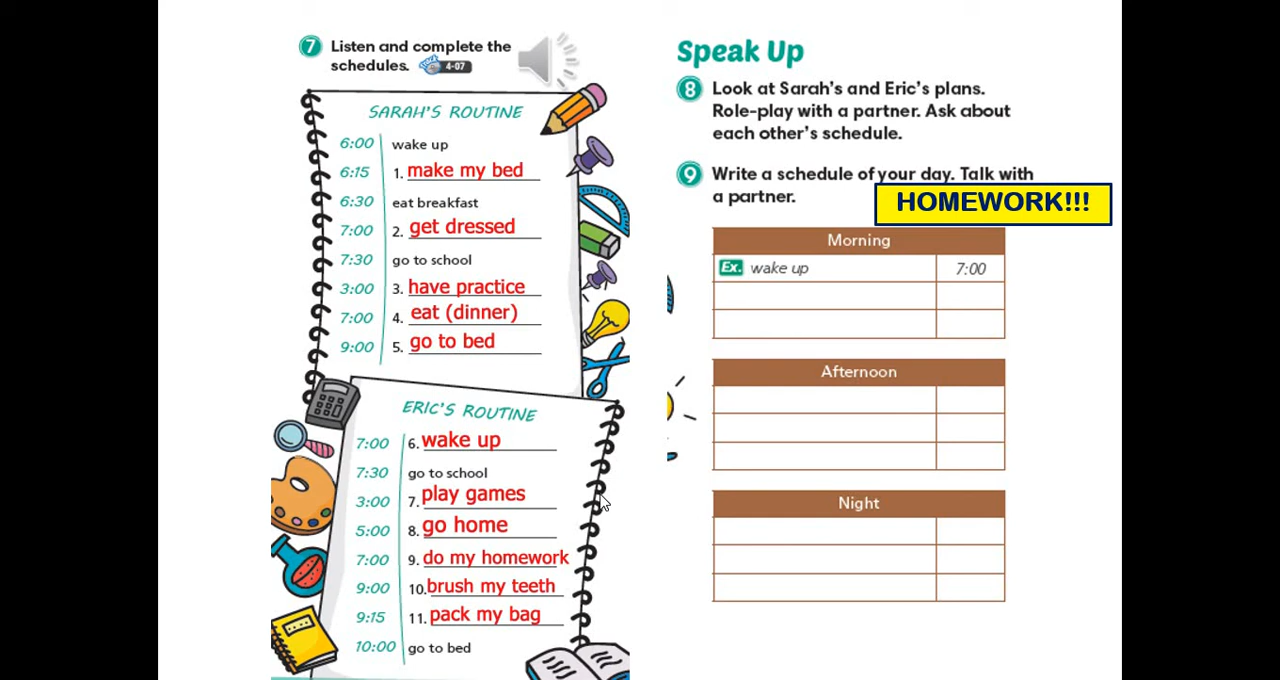 7 Listen and complete the
schedules. 4-07
SARAH'S ROUTINE
6:00 wake up
6:15 1. make my bed
6:30 eat breakfast
7:00 2. get dressed
7:30 go to school
3:00 3. have practice
7:00 4. eat (dinner)
9:00 5. go to bed
ERIC'S ROUTINE
7:00 6. wake up
7:30 go to school
3:00 7. play games
5:00 8. go home
7:00 9. do my homework
9:00 10. brush my teeth
9:15 11. pack my bag
10:00 go to bed
Speak Up
8 Look at Sarah's and Eric's plans.
Role-play with a partner. Ask about
each other's schedule.
9 Write a schedule of your day. Talk with
a partner.
HOMEWORK!!!
Morning
Ex. wake up 7:00
Afternoon
Night